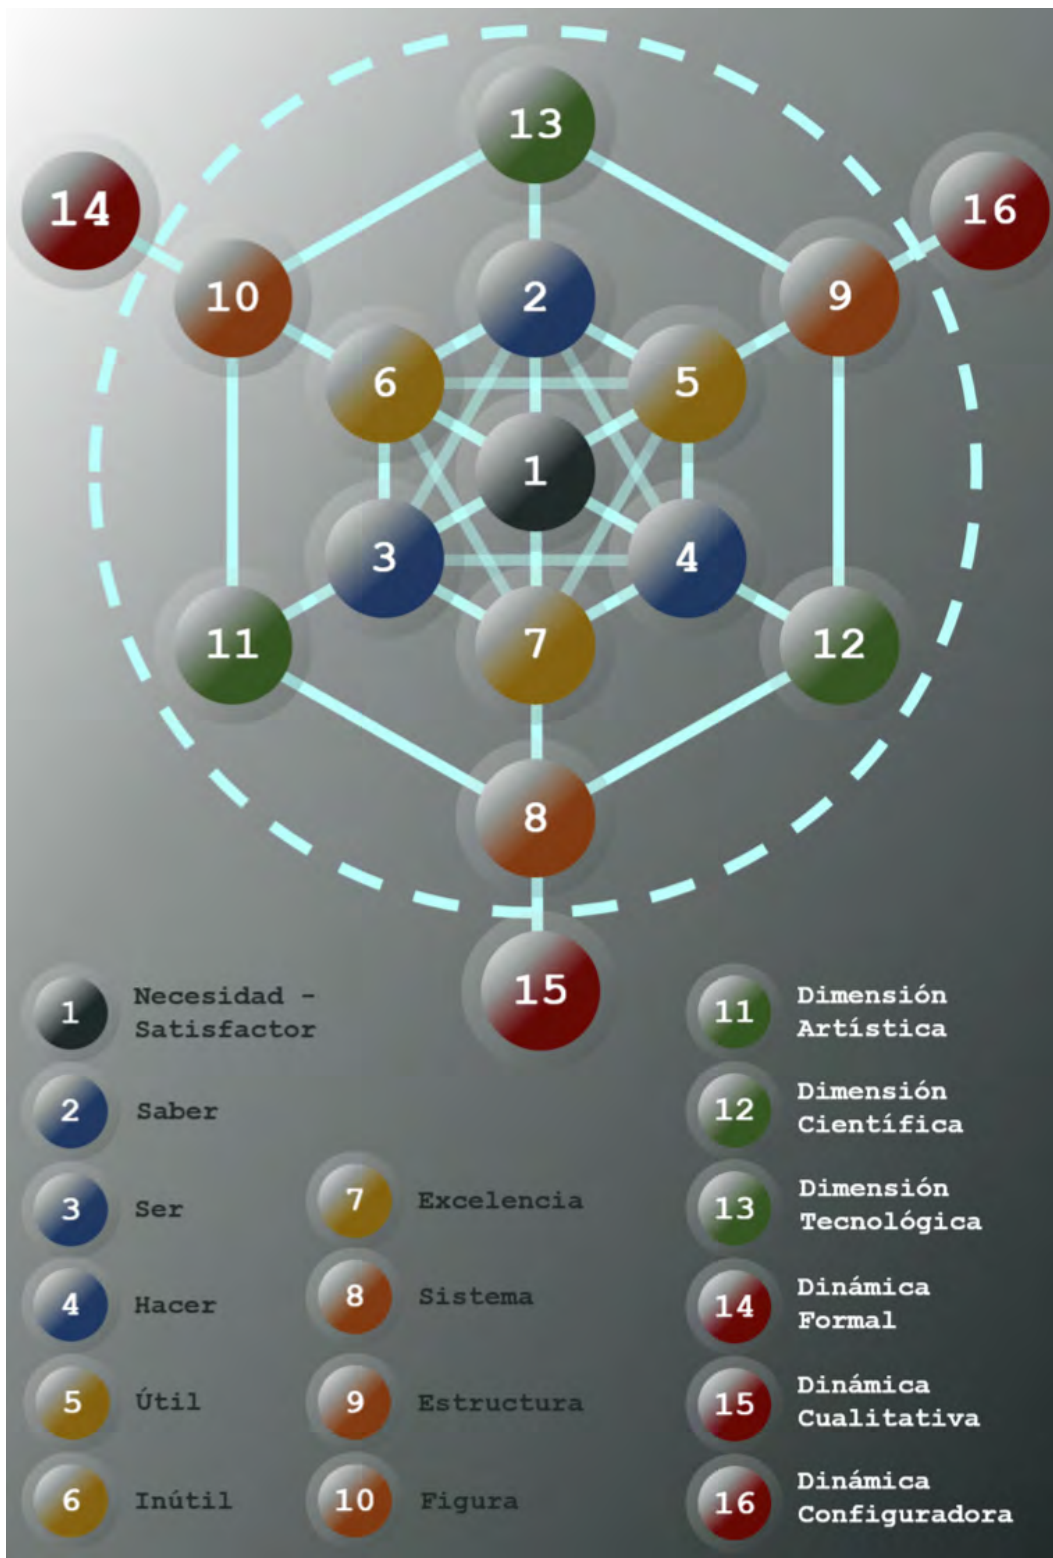 13
14
16
10
2
9
6
5
1
3
4
11
7
12
8
15
1 Necesidad -
Satisfactor
2 Saber
3 Ser
4 Hacer
5 Útil
6 Inútil
7 Excelencia
8 Sistema
9 Estructura
10 Figura
11 Dimensión
Artística
12 Dimensión
Científica
13 Dimensión
Tecnológica
14 Dinámica
Formal
15 Dinámica
Cualitativa
16 Dinámica
Configuradora